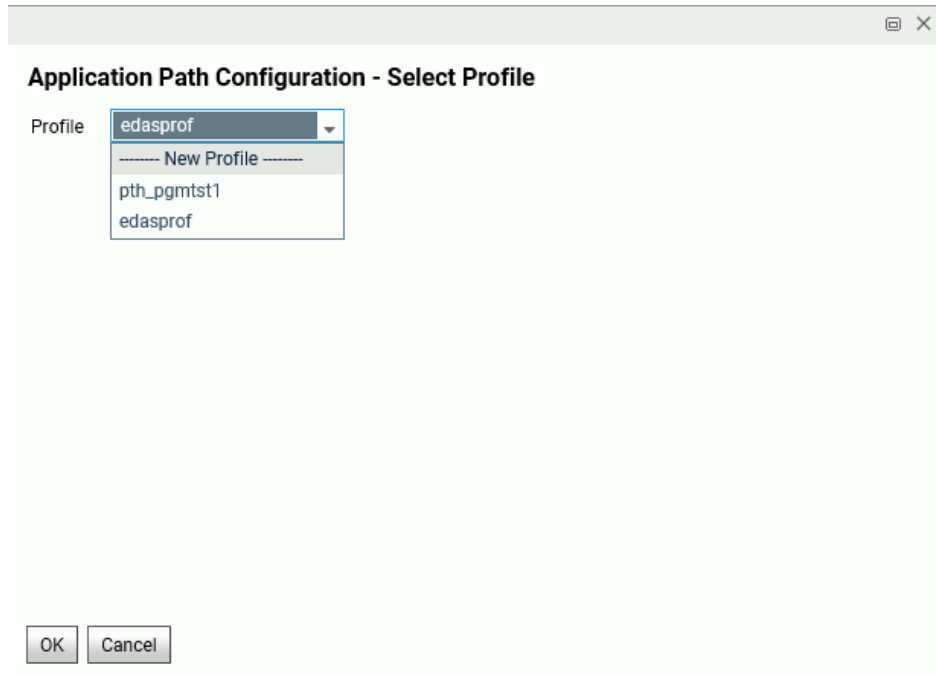 Application Path Configuration - Select Profile
Profile edasprof
-------- New Profile --------
pth_pgmtst1
edasprof
OK Cancel